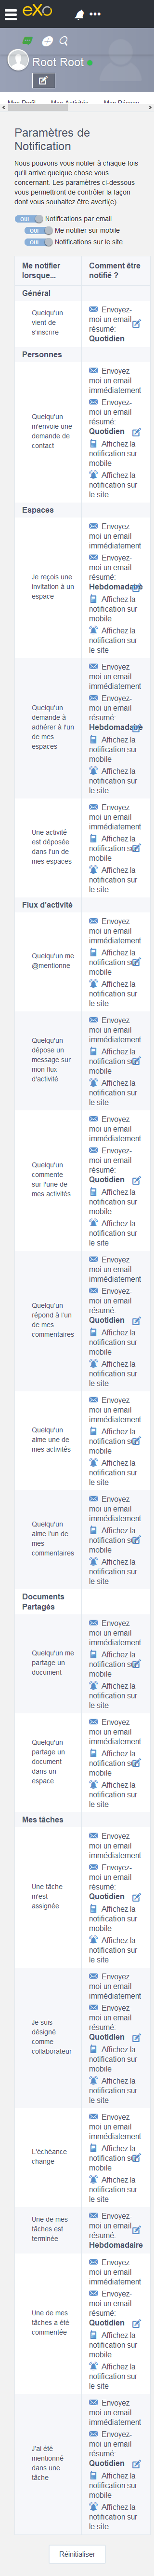 eXo
Root Root
Mon Profil Mes Activités Mon Réseau
Paramètres de
Notification
Nous pouvons vous notifier à chaque fois
qu'il arrive quelque chose vous
concernant. Les paramètres ci-dessous
vous permettront de contrôler la façon
dont vous souhaitez être averti(e).
OUI Notifications par email
OUI Me notifier sur mobile
OUI Notifications sur le site
Me notifier
lorsque...
Comment être
notifié ?
Général
Quelqu'un
vient de
s'inscrire
Envoyez-
moi un email
résumé:
Quotidien
Personnes
Quelqu'un
m'envoie une
demande de
contact
Envoyez
moi un email
immédiatement
Envoyez-
moi un email
résumé:
Quotidien
Affichez la
notification sur
mobile
Affichez la
notification sur
le site
Espaces
Je reçois une
invitation à un
espace
Envoyez
moi un email
immédiatement
Envoyez-
moi un email
résumé:
Hebdomadaire
Affichez la
notification sur
mobile
Affichez la
notification sur
le site
Quelqu'un
demande à
adhérer à l'un
de mes
espaces
Envoyez
moi un email
immédiatement
Envoyez-
moi un email
résumé:
Hebdomadaire
Affichez la
notification sur
mobile
Affichez la
notification sur
le site
Une activité
est déposée
dans l'un de
mes espaces
Envoyez
moi un email
immédiatement
Affichez la
notification sur
mobile
Affichez la
notification sur
le site
Flux d'activité
Quelqu'un me
@mentionne
Envoyez
moi un email
immédiatement
Affichez la
notification sur
mobile
Affichez la
notification sur
le site
Quelqu'un
dépose un
message sur
mon flux
d'activité
Envoyez
moi un email
immédiatement
Affichez la
notification sur
mobile
Affichez la
notification sur
le site
Quelqu'un
commente
sur l'une de
mes activités
Envoyez
moi un email
immédiatement
Envoyez-
moi un email
résumé:
Quotidien
Affichez la
notification sur
mobile
Affichez la
notification sur
le site
Quelqu'un
répond à l'un
de mes
commentaires
Envoyez
moi un email
immédiatement
Envoyez-
moi un email
résumé:
Quotidien
Affichez la
notification sur
mobile
Affichez la
notification sur
le site
Quelqu'un
aime une de
mes activités
Envoyez
moi un email
immédiatement
Affichez la
notification sur
mobile
Affichez la
notification sur
le site
Quelqu'un
aime l'un de
mes
commentaires
Envoyez
moi un email
immédiatement
Affichez la
notification sur
mobile
Affichez la
notification sur
le site
Documents
Partagés
Quelqu'un me
partage un
document
Envoyez
moi un email
immédiatement
Affichez la
notification sur
mobile
Affichez la
notification sur
le site
Quelqu'un
partage un
document
dans un
espace
Envoyez
moi un email
immédiatement
Affichez la
notification sur
mobile
Affichez la
notification sur
le site
Mes tâches
Une tâche
m'est
assignée
Envoyez
moi un email
immédiatement
Envoyez-
moi un email
résumé:
Quotidien
Affichez la
notification sur
mobile
Affichez la
notification sur
le site
Je suis
désigné
comme
collaborateur
Envoyez
moi un email
immédiatement
Envoyez-
moi un email
résumé:
Quotidien
Affichez la
notification sur
mobile
Affichez la
notification sur
le site
L'échéance
change
Envoyez
moi un email
immédiatement
Affichez la
notification sur
mobile
Affichez la
notification sur
le site
Une de mes
tâches est
terminée
Envoyez-
moi un email
résumé:
Hebdomadaire
Une de mes
tâches a été
commentée
Envoyez
moi un email
immédiatement
Envoyez-
moi un email
résumé:
Quotidien
Affichez la
notification sur
mobile
Affichez la
notification sur
le site
J'ai été
mentionné
dans une
tâche
Envoyez
moi un email
immédiatement
Envoyez-
moi un email
résumé:
Quotidien
Affichez la
notification sur
mobile
Affichez la
notification sur
le site
Réinitialiser